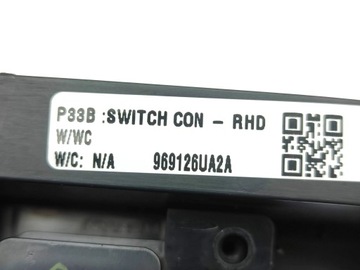 P33B :SWITCH CON - RHD
W/WC
W/C: N/A 969126UA2A